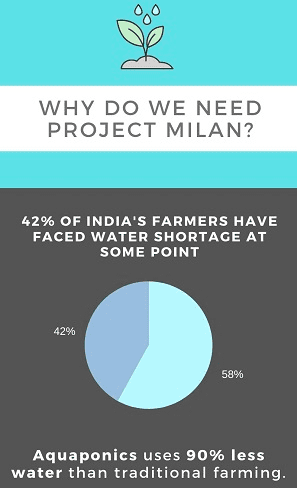 WHY DO WE NEED
PROJECT MILAN?
42% OF INDIA'S FARMERS HAVE
FACED WATER SHORTAGE AT
SOME POINT
42%
58%
Aquaponics uses 90% less
water than traditional farming.